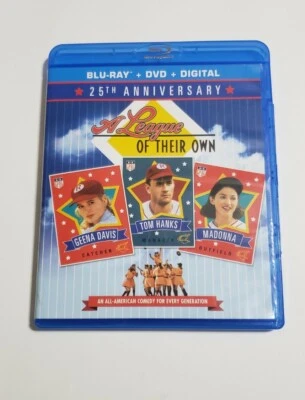 BLU-RAY + DVD + DIGITAL
25TH ANNIVERSARY
A League
OF THEIR OWN
TOM HANKS
MANAGER
GEENA DAVIS
CATCHER
MADONNA
OUTFIELD
AN ALL-AMERICAN COMEDY FOR EVERY GENERATION